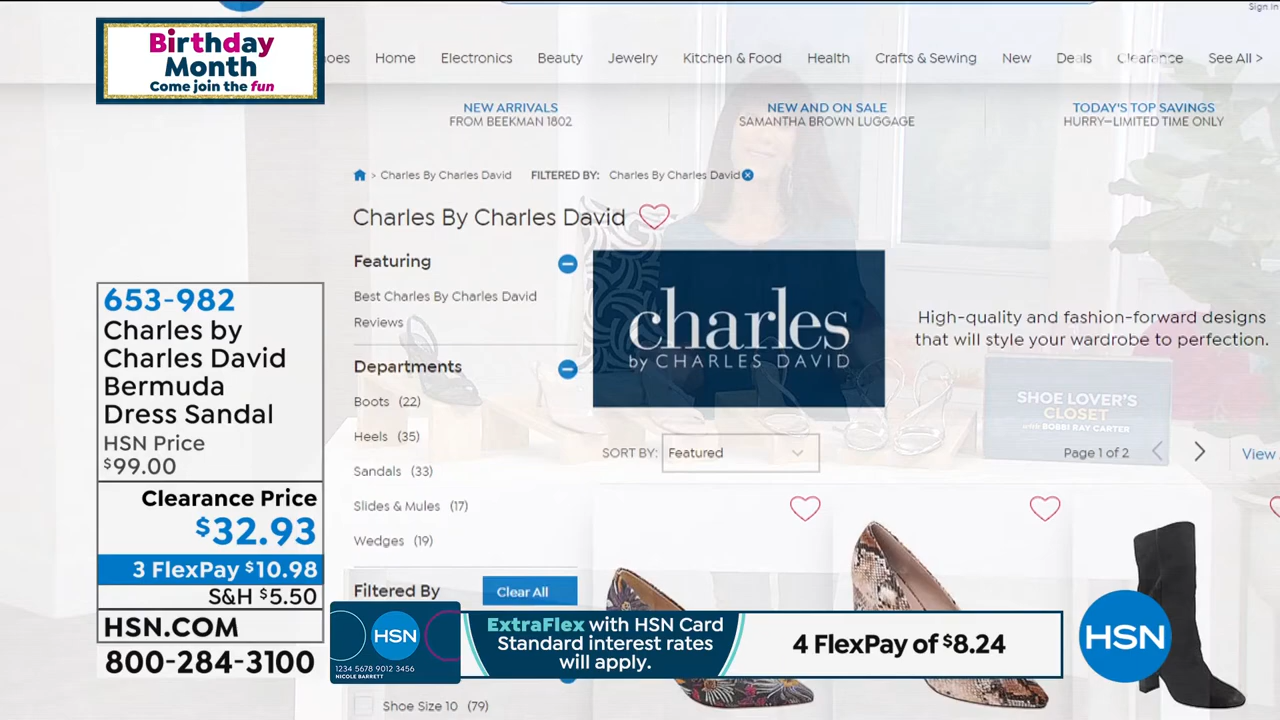 Sign in
Birthday
Month
Come join the fun
Home
Electronics
Beauty
Jewelry
Kitchen & Food
Health
Crafts & Sewing
New
Deals
Clearance
See All >
NEW ARRIVALS
FROM BEEKMAN 1802
NEW AND ON SALE
SAMANTHA BROWN LUGGAGE
TODAY'S TOP SAVINGS
HURRY—LIMITED TIME ONLY
> Charles By Charles David FILTERED BY: Charles By Charles David
Charles By Charles David
Featuring
Best Charles By Charles David
Reviews
Departments
Boots (22)
Heels (35)
Sandals (33)
Slides & Mules (17)
Wedges (19)
Filtered By
Clear All
Shoe Size 10 (79)
charles
by CHARLES DAVID
High-quality and fashion-forward designs
that will style your wardrobe to perfection.
SHOE LOVER'S
CLOSET
with BOBBI RAY CARTER
SORT BY: Featured
Page 1 of 2
View
653-982
Charles by
Charles David
Bermuda
Dress Sandal
HSN Price
$99.00
Clearance Price
$32.93
3 FlexPay $10.98
S&H $5.50
HSN.COM
800-284-3100
HSN
1234 5678 9012 3456
NICOLE BARRETT
ExtraFlex with HSN Card
Standard interest rates
will apply.
4 FlexPay of $8.24
HSN